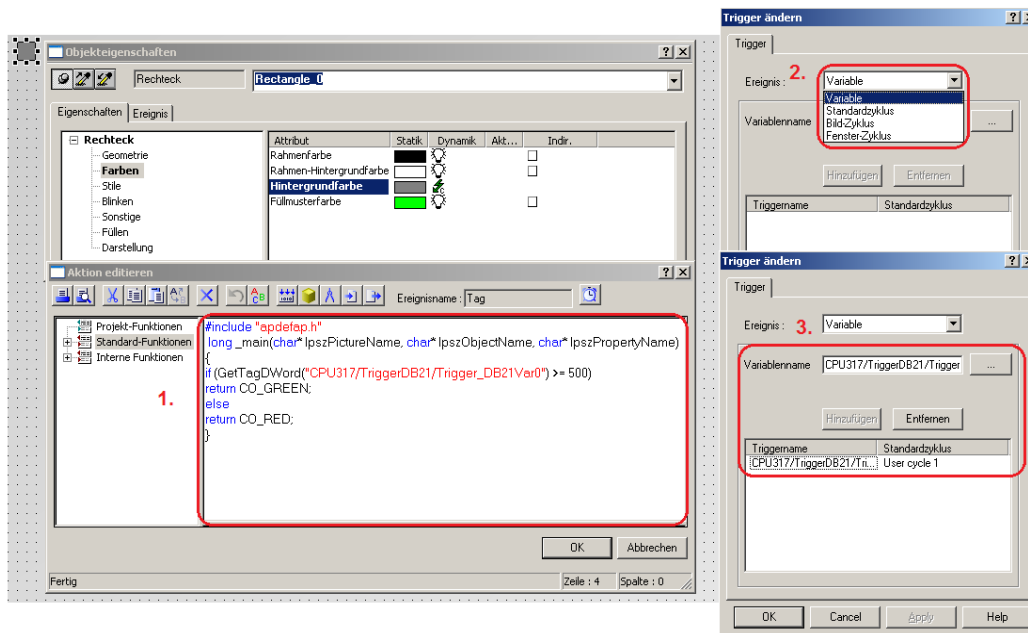 Objekteigenschaften
Rechteck
Rectangle_0
Eigenschaften
Ereignis
Rechteck
Geometrie
Farben
Stile
Blinken
Sonstige
Füllen
Darstellung
Attribut Statik Dynamik Akt... Indir.
Rahmenfarbe
Rahmen-Hintergrundfarbe
Hintergrundfarbe
Füllmusterfarbe
Aktion editieren
Ereignisname : Tag
Projekt-Funktionen
Standard-Funktionen
Interne Funktionen
1.
#include "apdefap.h"
long _main(char* lpszPictureName, char* lpszObjectName, char* lpszPropertyName)
{
if (GetTagDWord("CPU317/TriggerDB21/Trigger_DB21Var0") >= 500)
return CO_GREEN;
else
return CO_RED;
}
OK Abbrechen
Fertig Zeile : 4 Spalte : 0
Trigger ändern
Trigger
Ereignis : 2. Variable
Variable
Standardzyklus
Bild-Zyklus
Fenster-Zyklus
Variablenname ...
Hinzufügen Entfernen
Triggername Standardzyklus
Trigger ändern
Trigger
Ereignis : 3. Variable
Variablenname CPU317/TriggerDB21/Trigger ...
Hinzufügen Entfernen
Triggername Standardzyklus
CPU317/TriggerDB21/Tri... User cycle 1
OK Cancel Apply Help